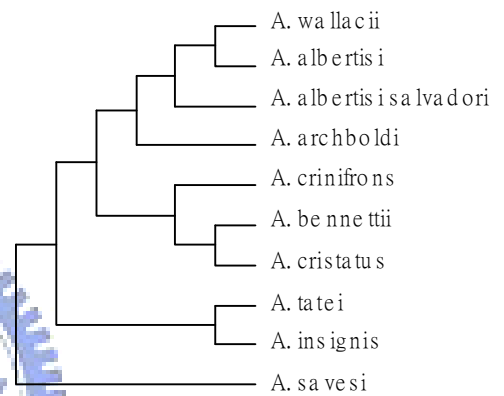 A. wallacii
A. albertisi
A. albertisi salvadori
A. archboldi
A. crinifrons
A. bennettii
A. cristatus
A. tatei
A. insignis
A. savesi